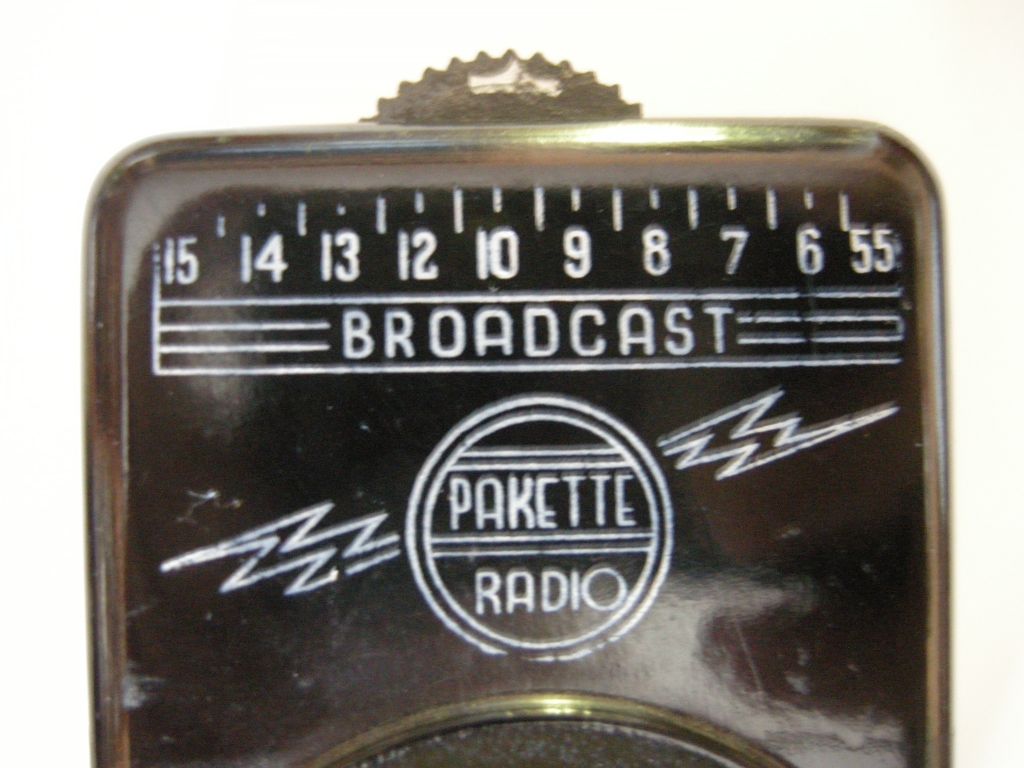 15 14 13 12 10 9 8 7 6 55
BROADCAST
PAKETTE
RADIO